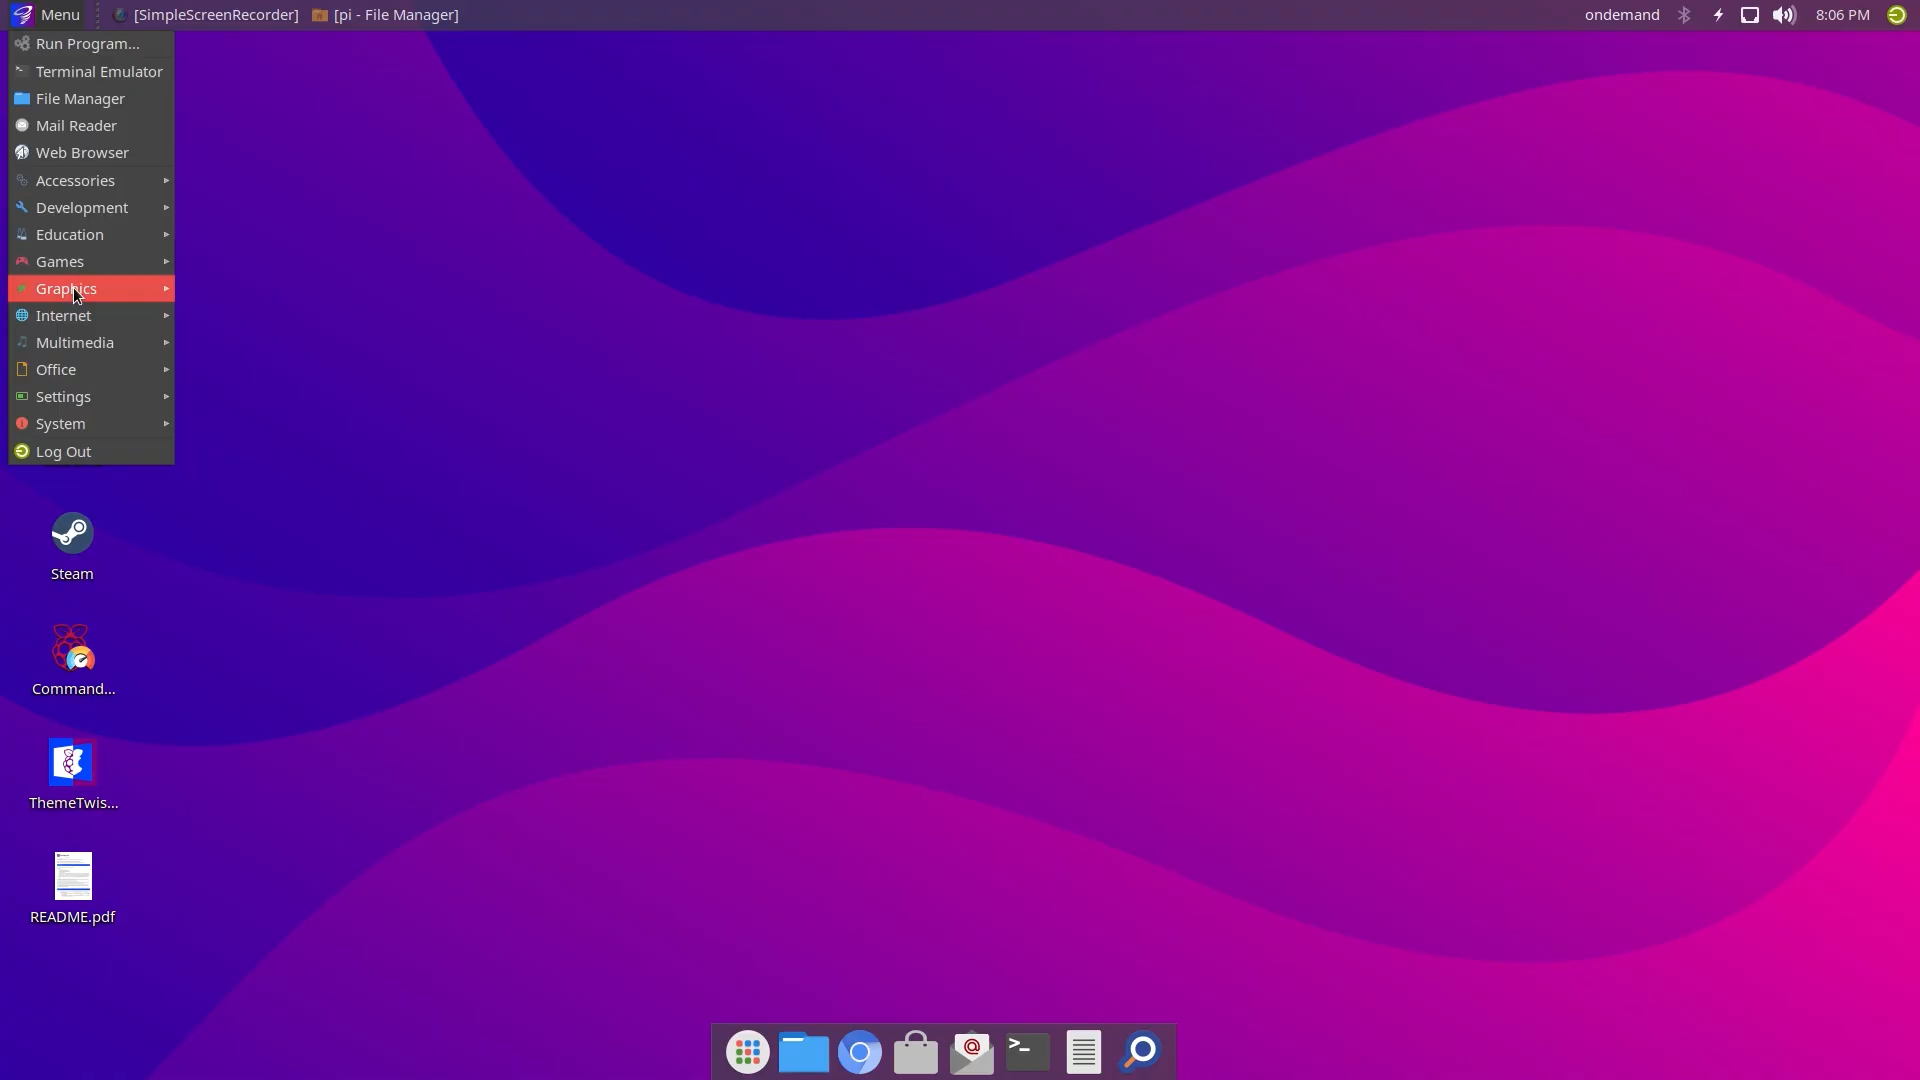 Menu [SimpleScreenRecorder] [pi - File Manager] ondemand 8:06 PM
Run Program...
Terminal Emulator
File Manager
Mail Reader
Web Browser
Accessories
Development
Education
Games
Graphics
Internet
Multimedia
Office
Settings
System
Log Out
Steam
Command...
ThemeTwis...
README.pdf